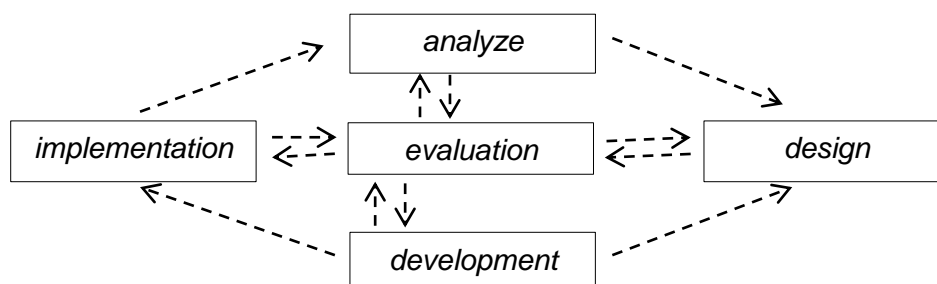 analyze
implementation
evaluation
design
development